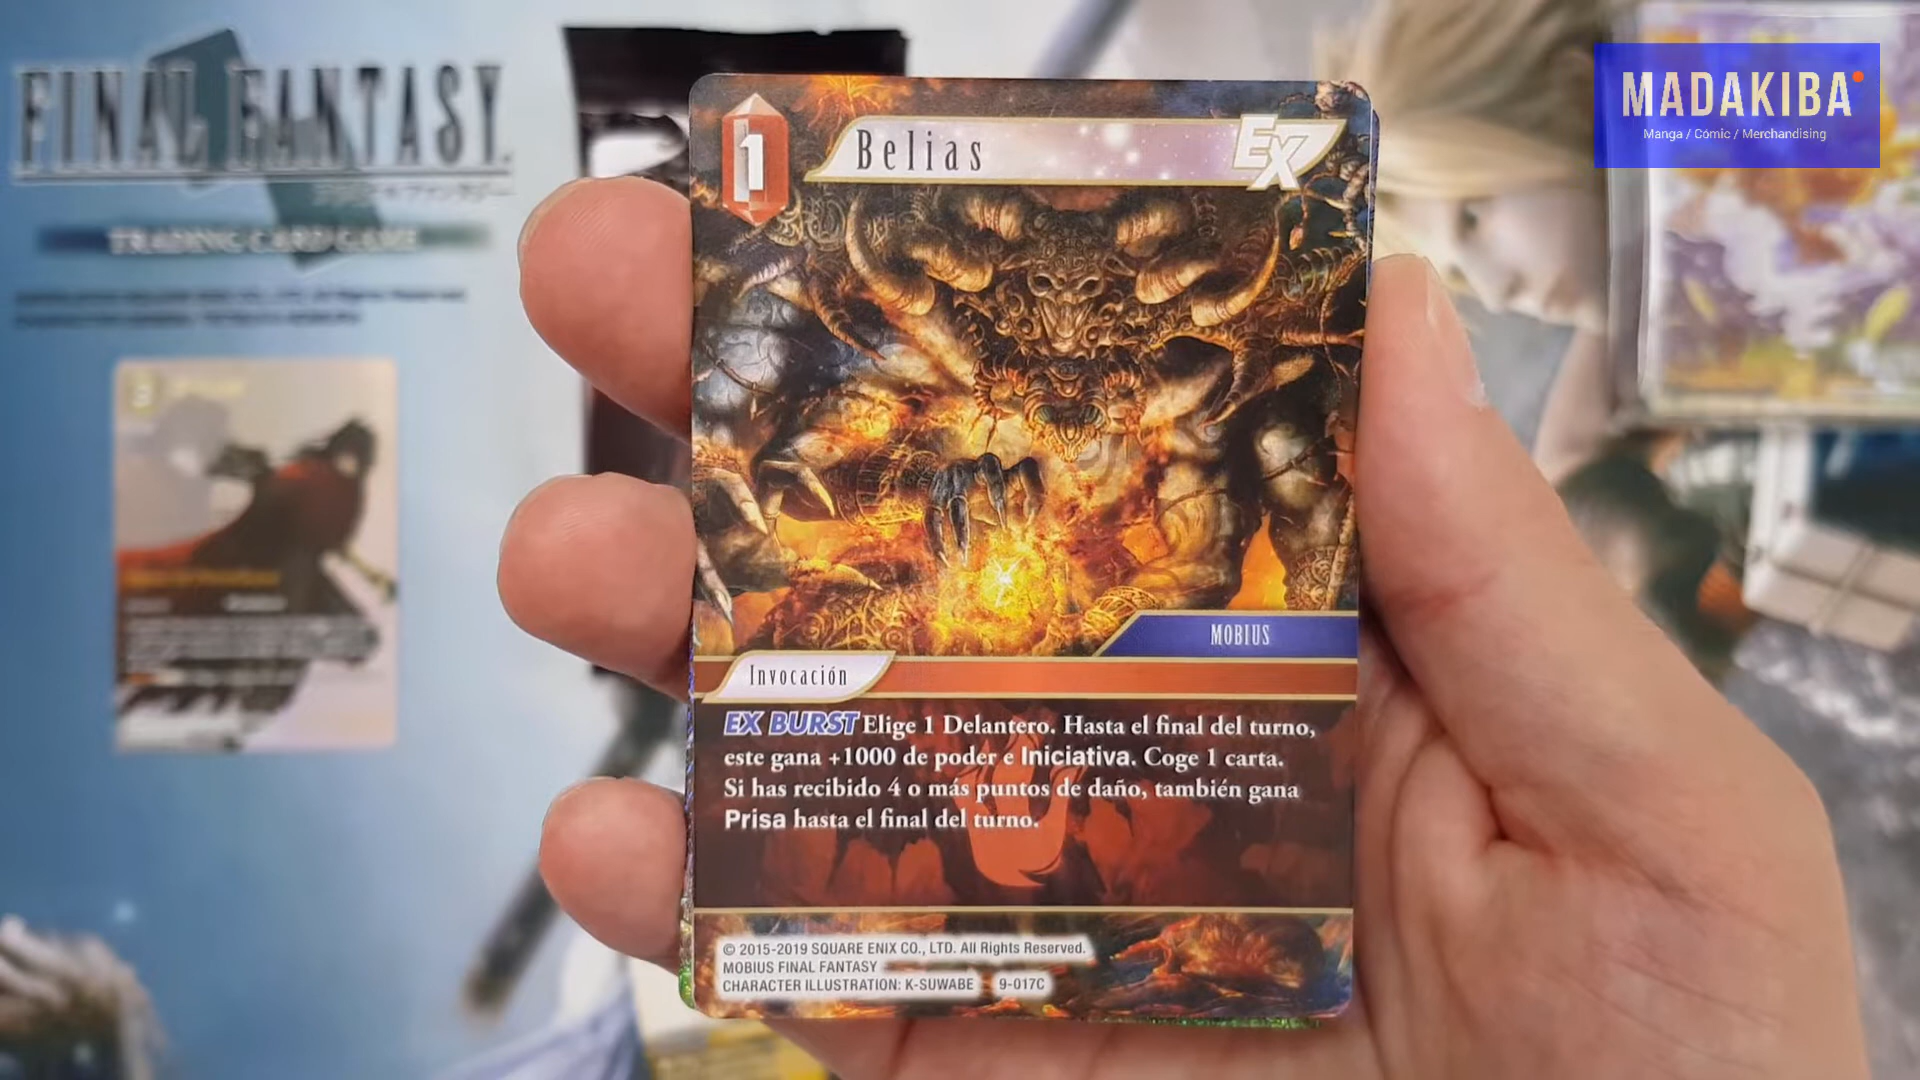 FINAL FANTASY
TRADING CARD GAME
MADAKIBA
Manga / Cómic / Merchandising
1
Belias
EX
MOBIUS
Invocación
EX BURST Elige 1 Delantero. Hasta el final del turno,
este gana +1000 de poder e Iniciativa. Coge 1 carta.
Si has recibido 4 o más puntos de daño, también gana
Prisa hasta el final del turno.
© 2015-2019 SQUARE ENIX CO., LTD. All Rights Reserved.
MOBIUS FINAL FANTASY
CHARACTER ILLUSTRATION: K-SUWABE 9-017C